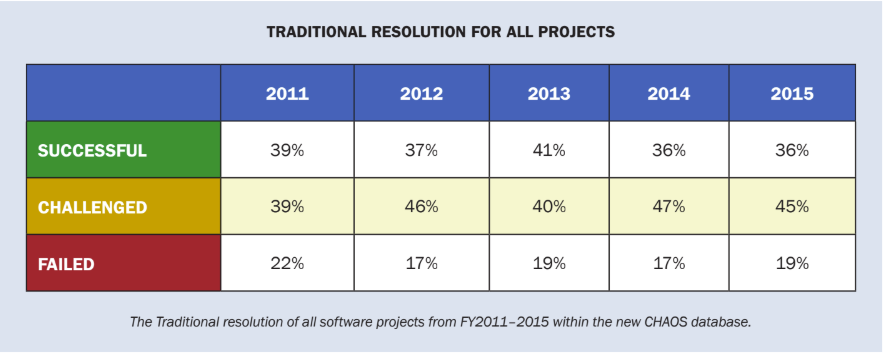 TRADITIONAL RESOLUTION FOR ALL PROJECTS
2011 2012 2013 2014 2015
SUCCESSFUL 39% 37% 41% 36% 36%
CHALLENGED 39% 46% 40% 47% 45%
FAILED 22% 17% 19% 17% 19%
The Traditional resolution of all software projects from FY2011–2015 within the new CHAOS database.